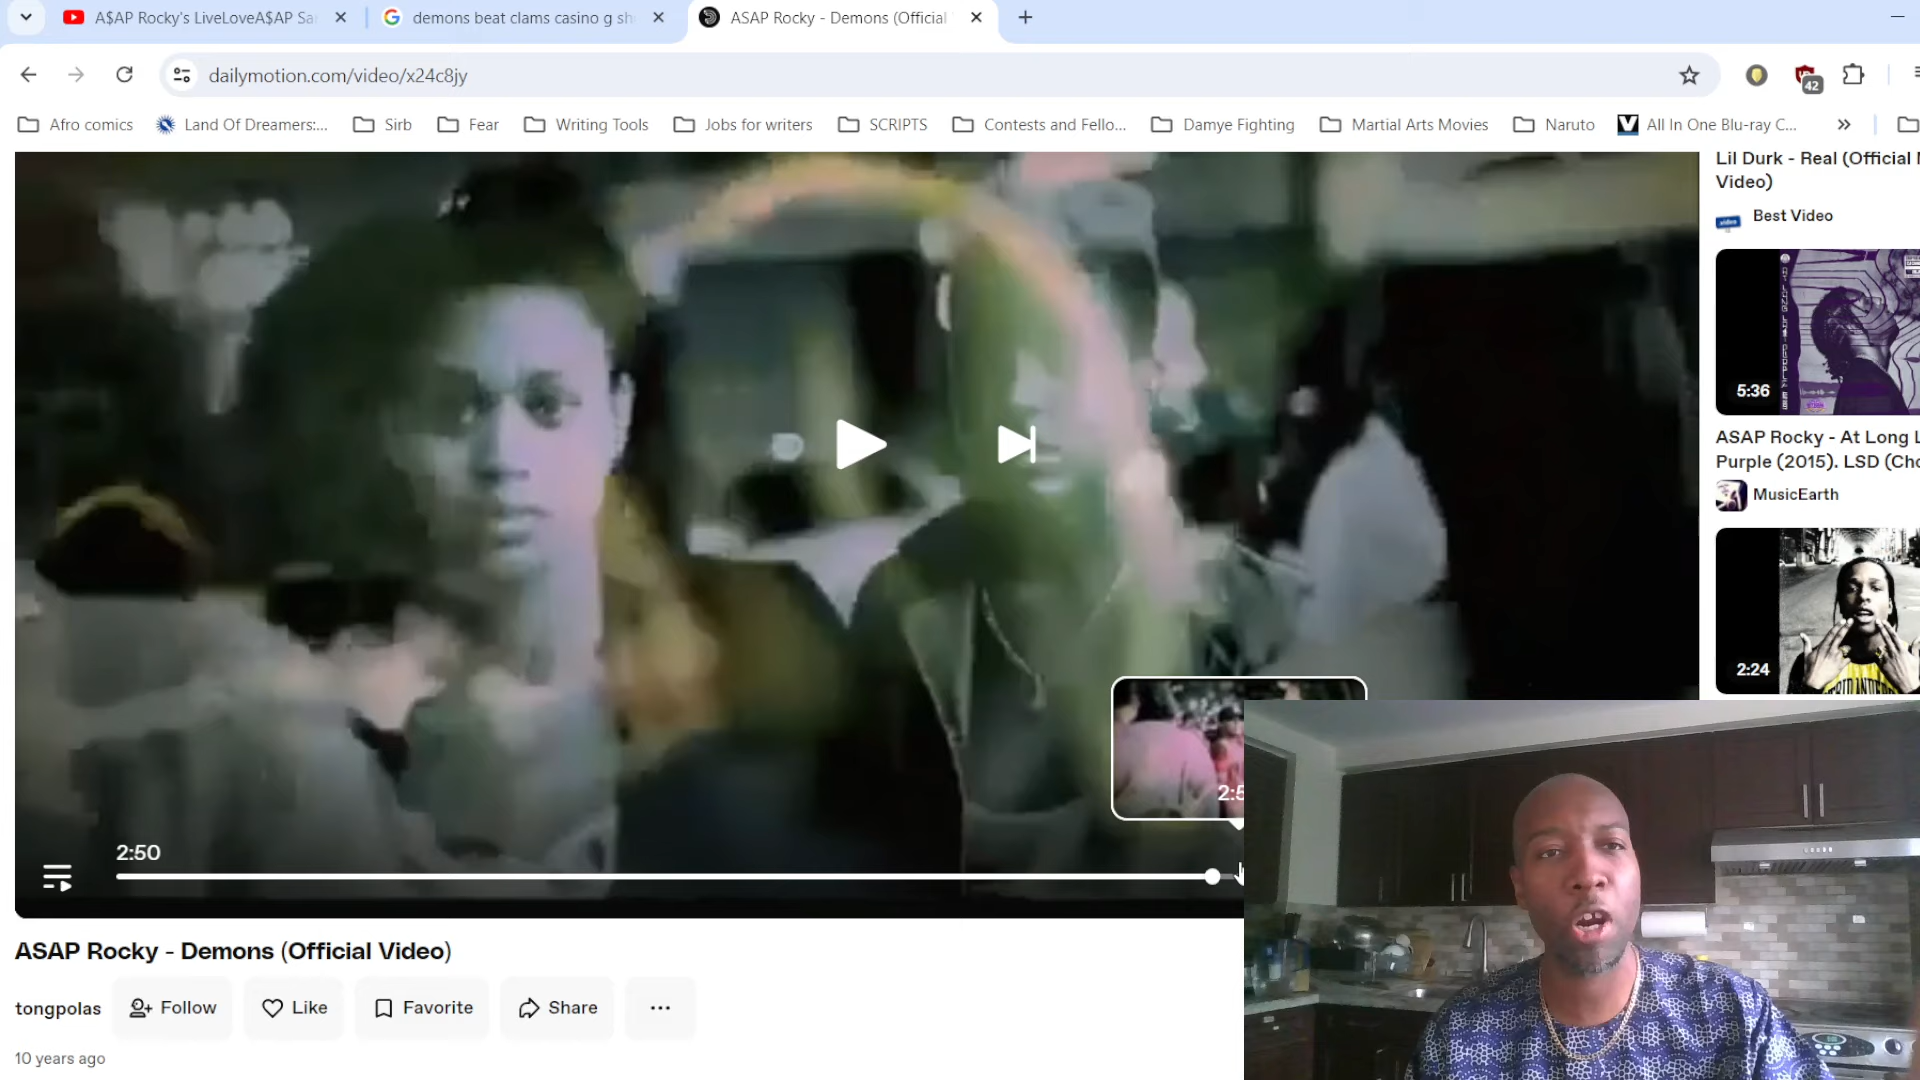 A$AP Rocky's LiveLoveA$AP Sa
demons beat clams casino g sh
ASAP Rocky - Demons (Official
dailymotion.com/video/x24c8jy
42
Afro comics
Land Of Dreamers:...
Sirb
Fear
Writing Tools
Jobs for writers
SCRIPTS
Contests and Fello...
Damye Fighting
Martial Arts Movies
Naruto
All In One Blu-ray C...
Lil Durk - Real (Official
Video)
Best Video
5:36
ASAP Rocky - At Long
Purple (2015). LSD (Cho
MusicEarth
2:24
2:50
ASAP Rocky - Demons (Official Video)
tongpolas
Follow
Like
Favorite
Share
10 years ago